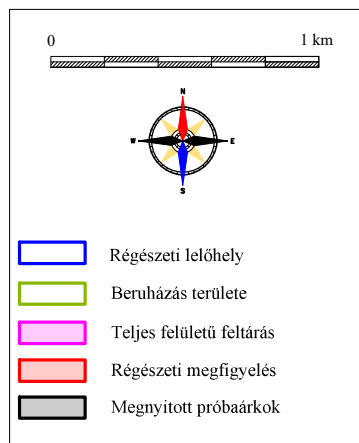 0 1 km
N
W E
S
Régészeti lelőhely
Beruházás területe
Teljes felületű feltárás
Régészeti megfigyelés
Megnyitott próbaárkok